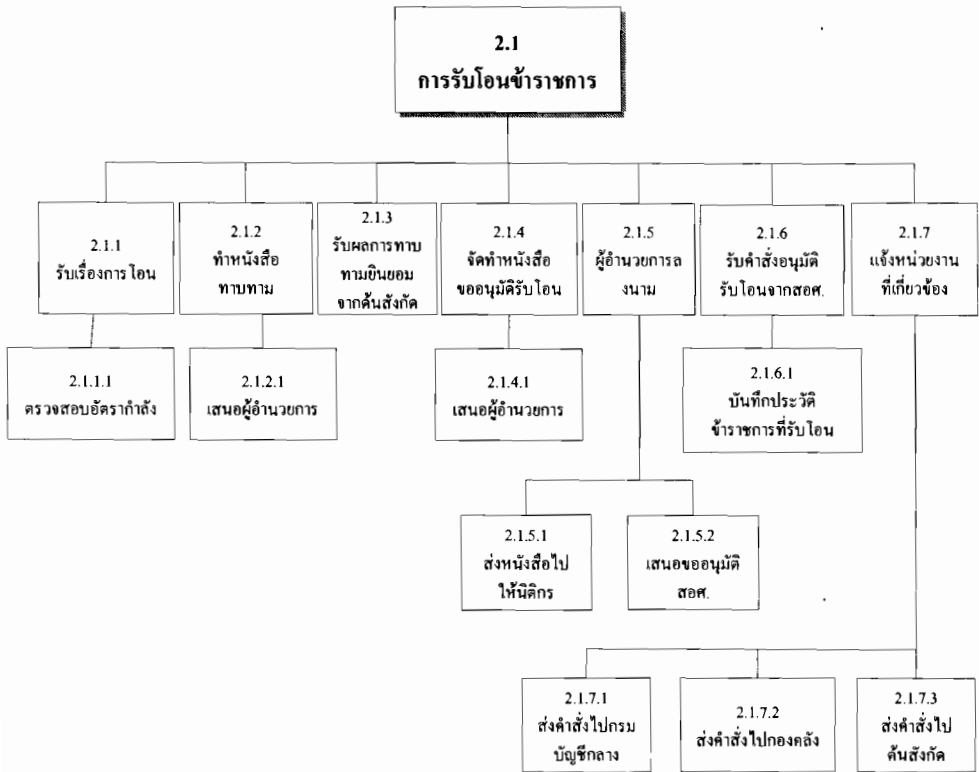 2.1
การรับโอนข้าราชการ
2.1.1
รับเรื่องการโอน
2.1.2
ทำหนังสือ
ทาบทาม
2.1.3
รับผลการทาบ
ทามยินยอม
จากต้นสังกัด
2.1.4
จัดทำหนังสือ
ขออนุมัติรับโอน
2.1.5
ผู้อำนวยการล
งนาม
2.1.6
รับคำสั่งอนุมัติ
รับโอนจากสอศ.
2.1.7
แจ้งหน่วยงาน
ที่เกี่ยวข้อง
2.1.1.1
ตรวจสอบอัตรากำลัง
2.1.2.1
เสนอผู้อำนวยการ
2.1.4.1
เสนอผู้อำนวยการ
2.1.6.1
บันทึกประวัติ
ข้าราชการที่รับโอน
2.1.5.1
ส่งหนังสือไป
ให้นิติกร
2.1.5.2
เสนอขออนุมัติ
สอศ.
2.1.7.1
ส่งคำสั่งไปกรม
บัญชีกลาง
2.1.7.2
ส่งคำสั่งไปกองคลัง
2.1.7.3
ส่งคำสั่งไป
ต้นสังกัด